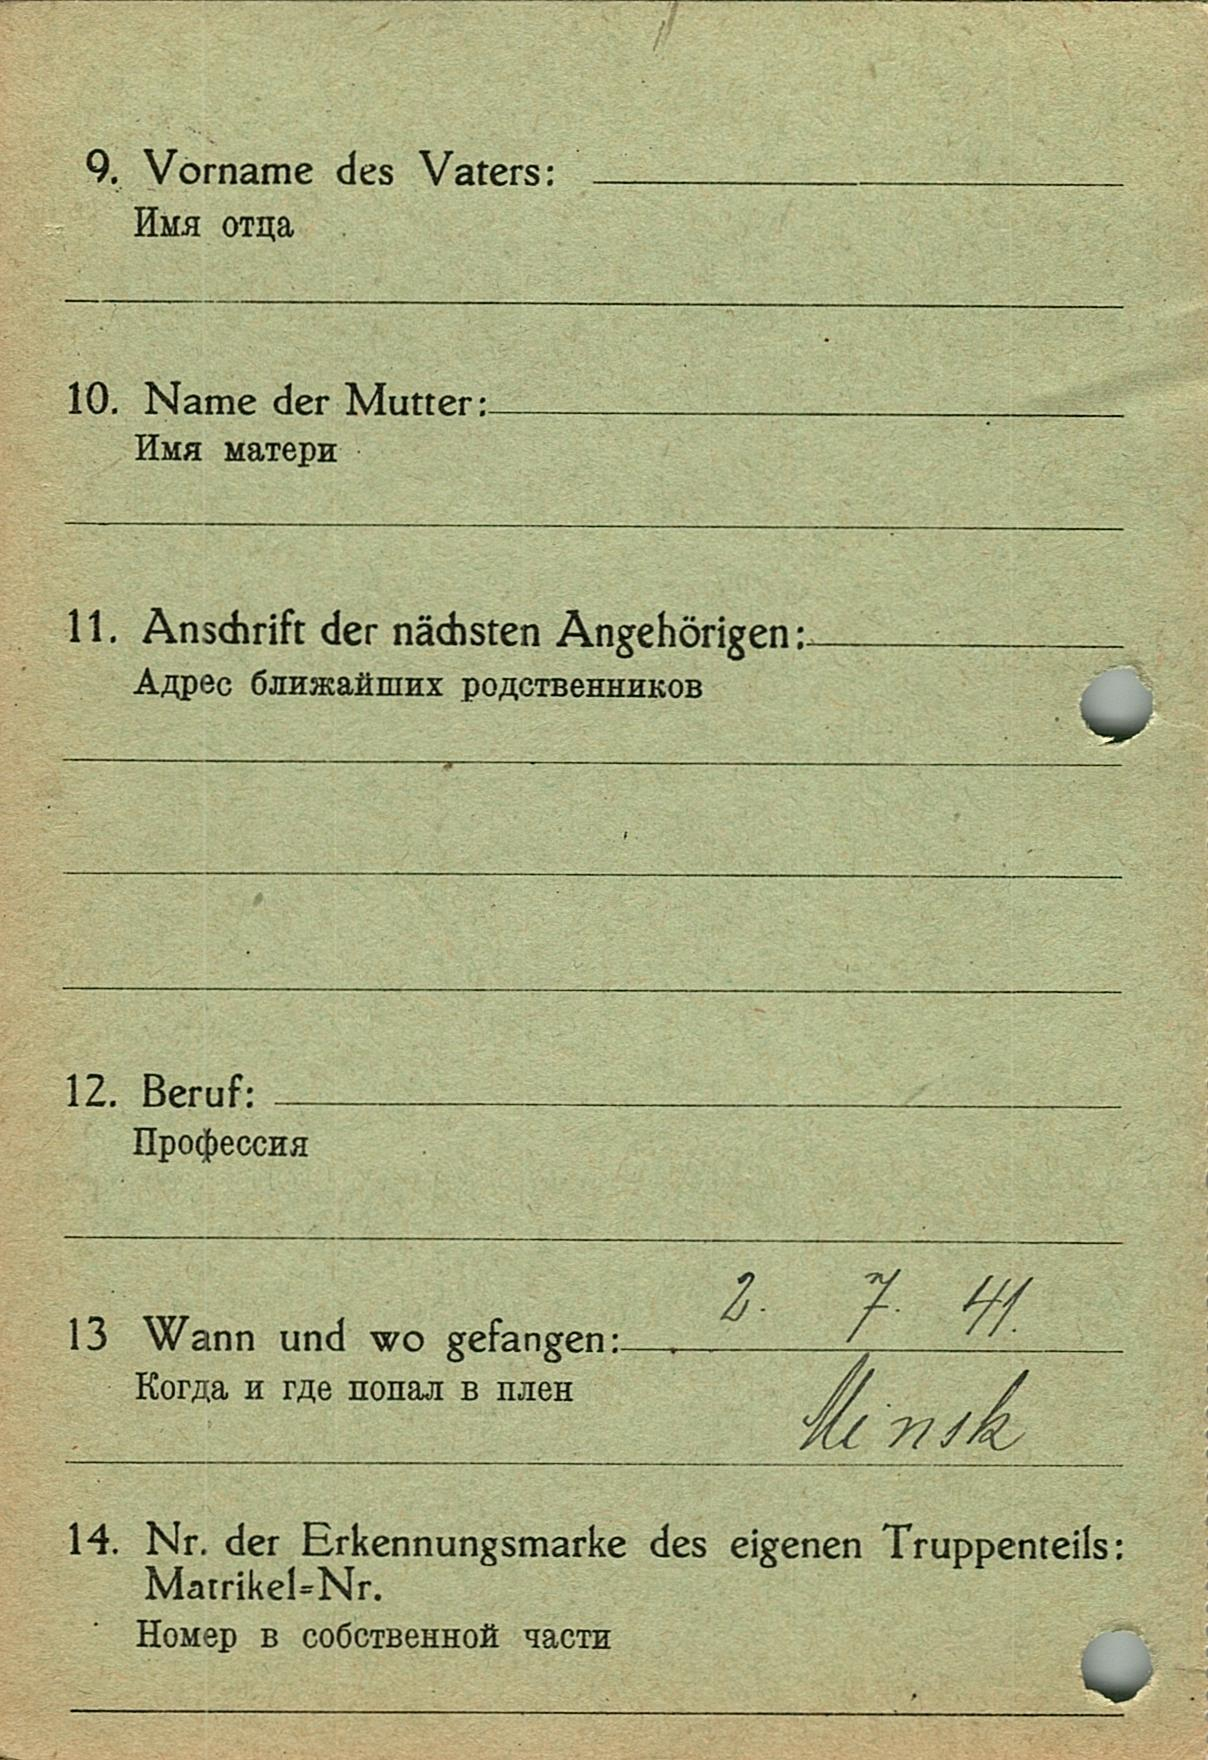 9. Vorname des Vaters:
Имя отца
10. Name der Mutter:
Имя матери
11. Anschrift der nächsten Angehörigen:
Адрес ближайших родственников
12. Beruf:
Профессия
2. 7. 41.
13 Wann und wo gefangen:
Когда и где попал в плен
Minsk
14. Nr. der Erkennungsmarke des eigenen Truppenteils:
Matrikel=Nr.
Номер в собственной части